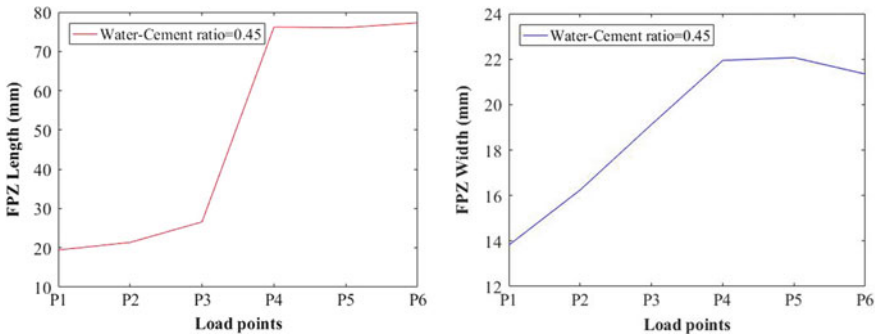 80
70
60
50
40
30
20
10
FPZ Length (mm)
Water-Cement ratio=0.45
P1 P2 P3 P4 P5 P6
Load points
24
22
20
18
16
14
12
FPZ Width (mm)
Water-Cement ratio=0.45
P1 P2 P3 P4 P5 P6
Load points